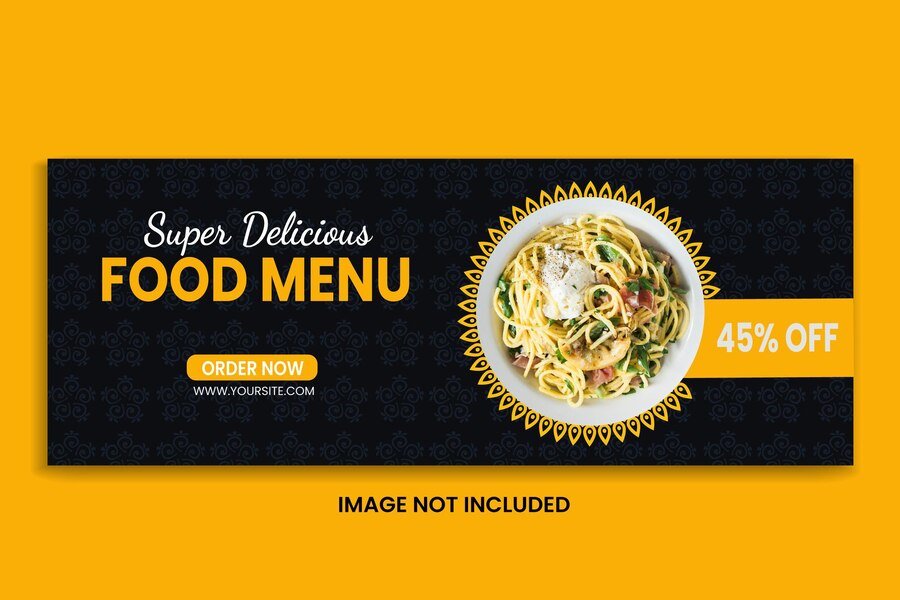 Super Delicious
FOOD MENU
ORDER NOW
WWW.YOURSITE.COM
45% OFF
IMAGE NOT INCLUDED